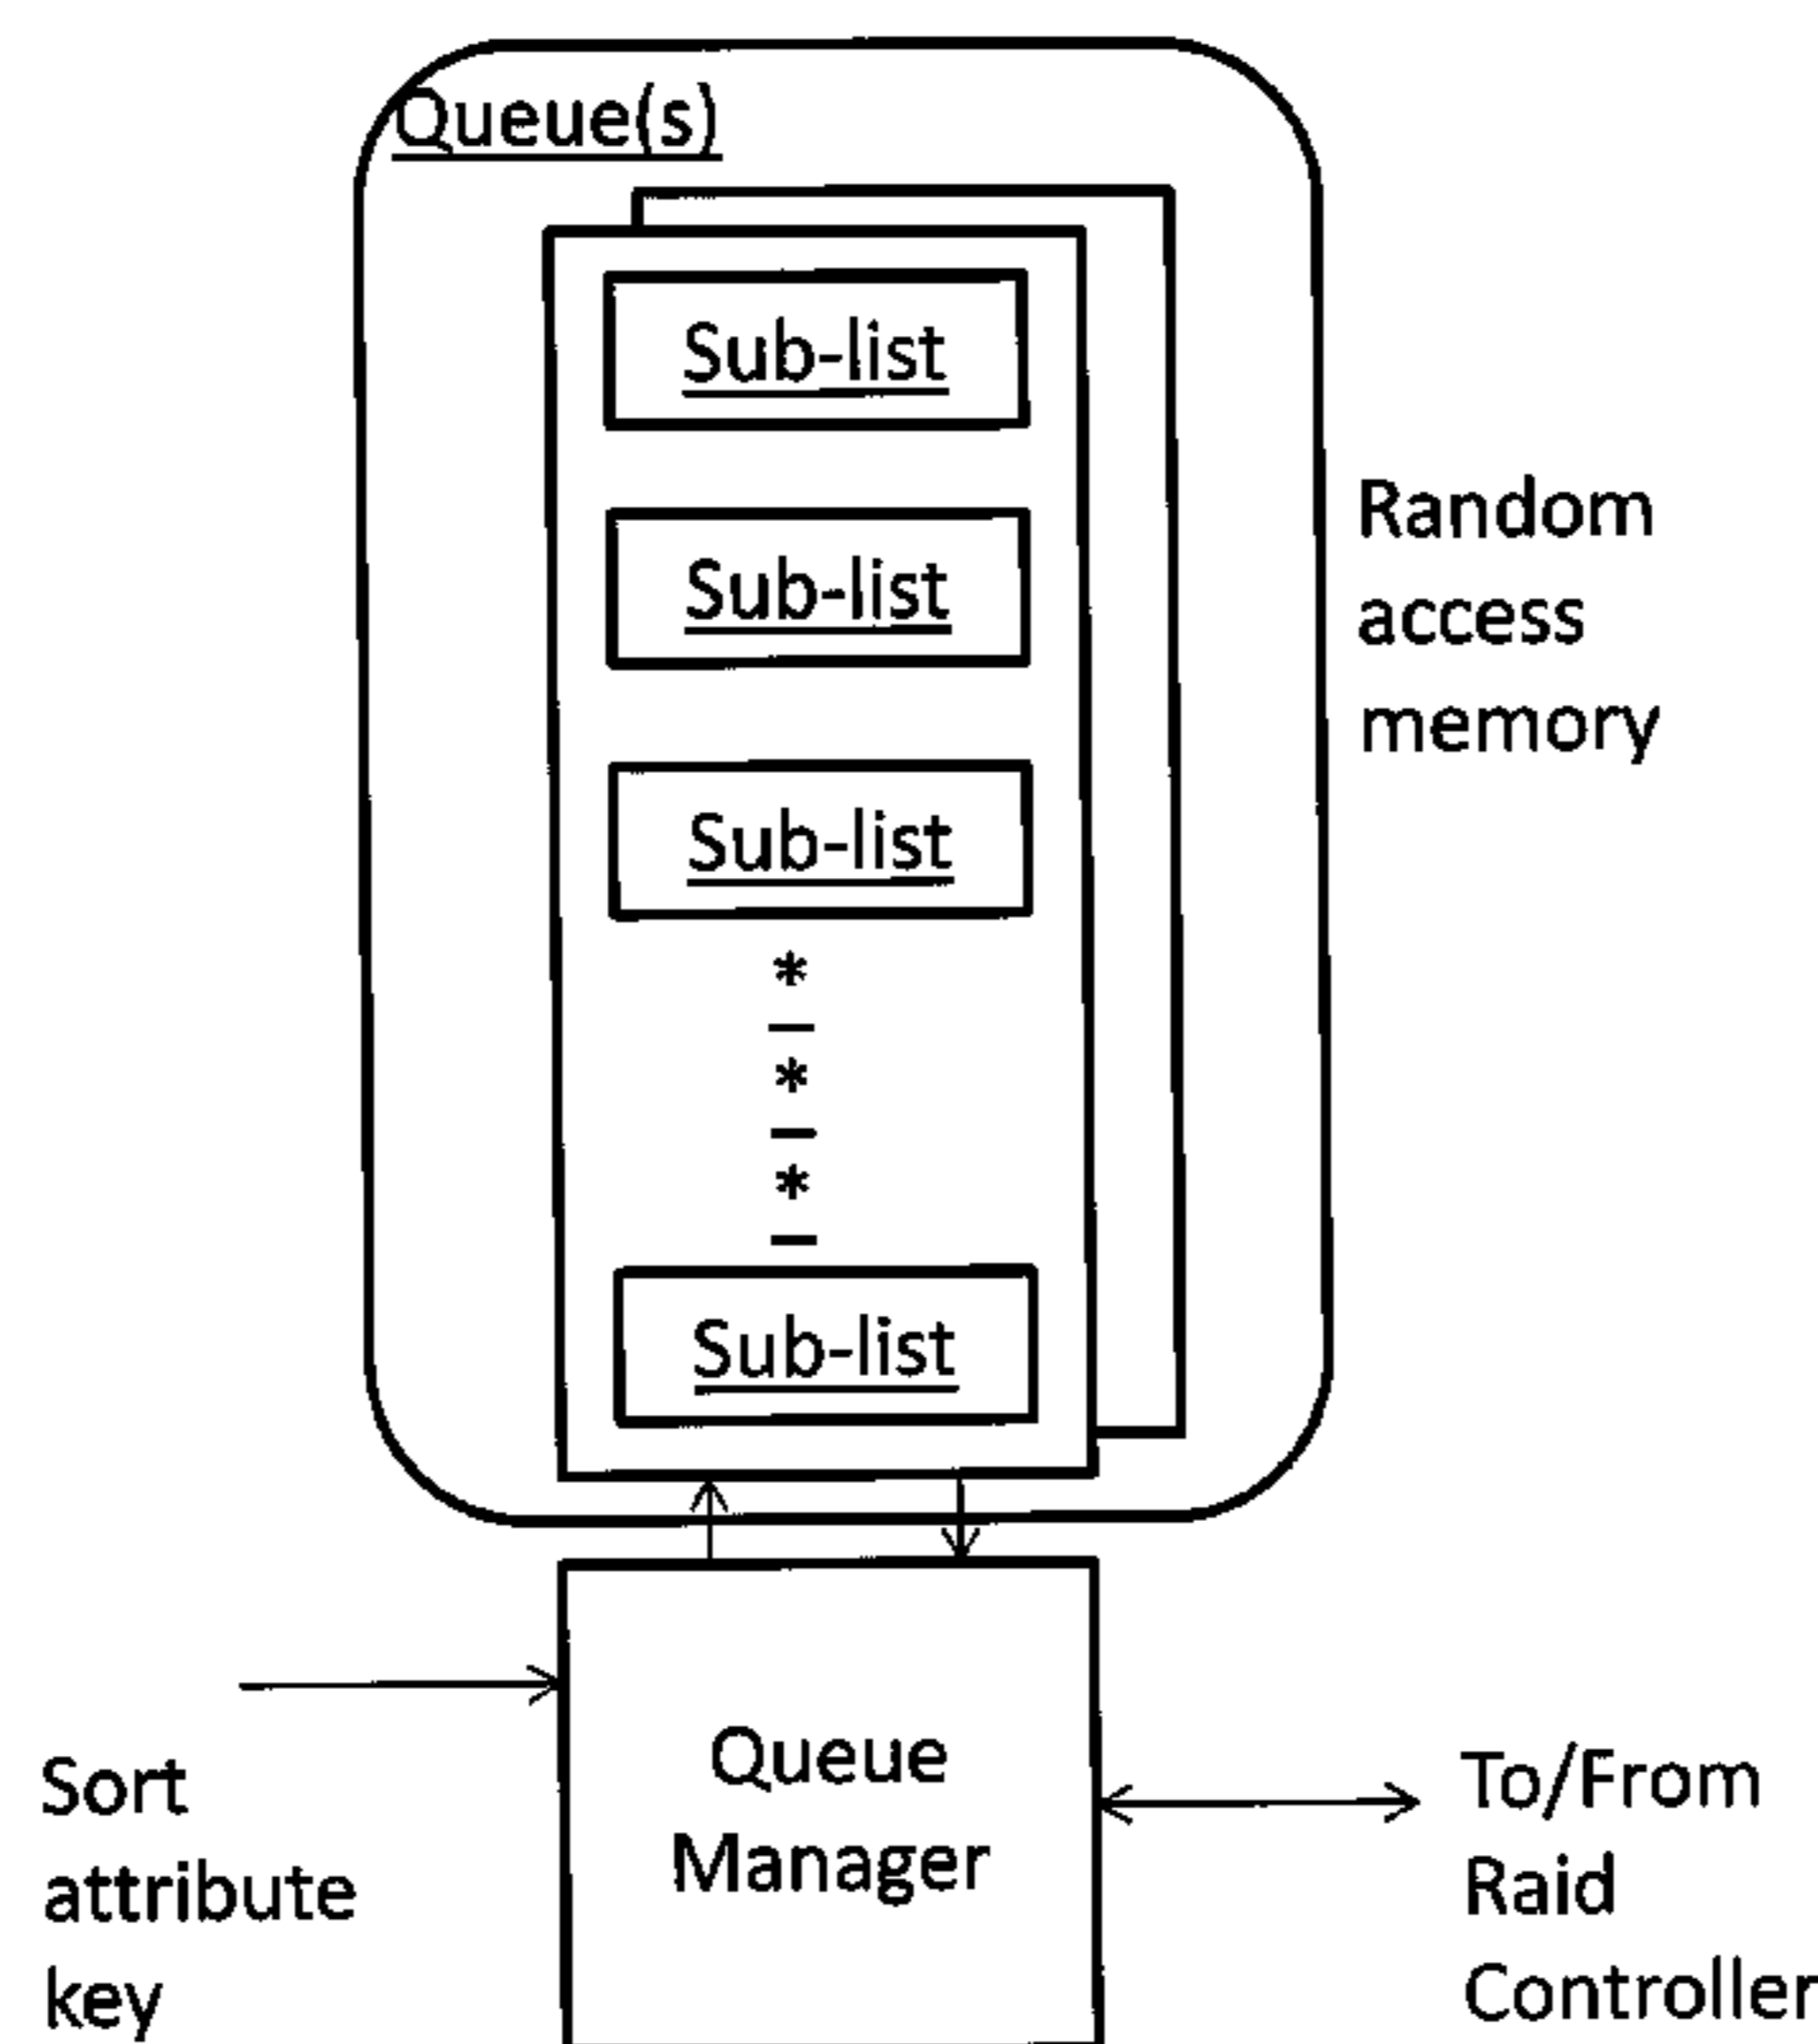 Queue(s)
Sub-list
Sub-list
Sub-list
*
_
*
_
*
_
Sub-list
Random
access
memory
Queue
Manager
Sort
attribute
key
To/From
Raid
Controller